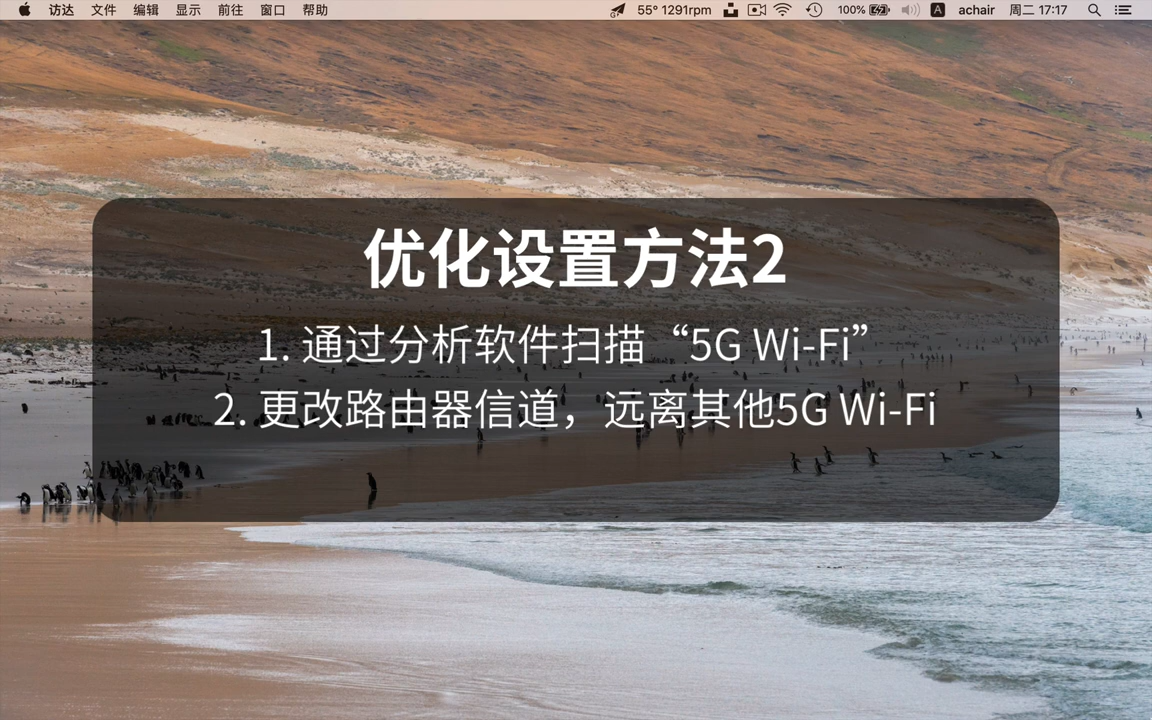 访达 文件 编辑 显示 前往 窗口 帮助 55° 1291rpm 100% A achair 周二 17:17
优化设置方法2
1. 通过分析软件扫描“5G Wi-Fi”
2. 更改路由器信道，远离其他5G Wi-Fi